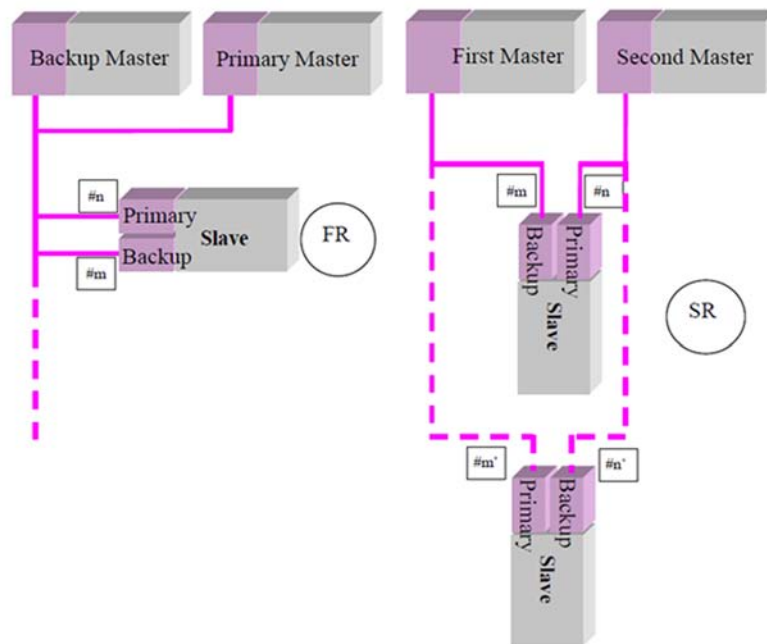 Backup Master
Primary Master
First Master
Second Master
#n
Primary
Backup
Slave
#m
FR
#m
#n
Backup
Primary
Slave
SR
#m'
#n'
Primary
Backup
Slave